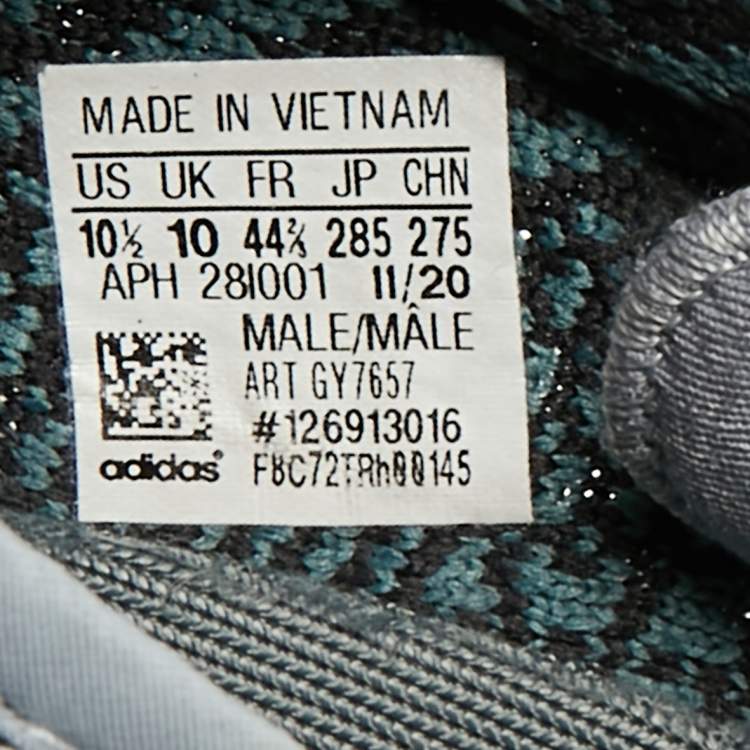 MADE IN VIETNAM
US UK FR JP CHN
10½ 10 44⅔ 285 275
APH 28I001 11/20
MALE/MÂLE
ART GY7657
#126913016
adidas®